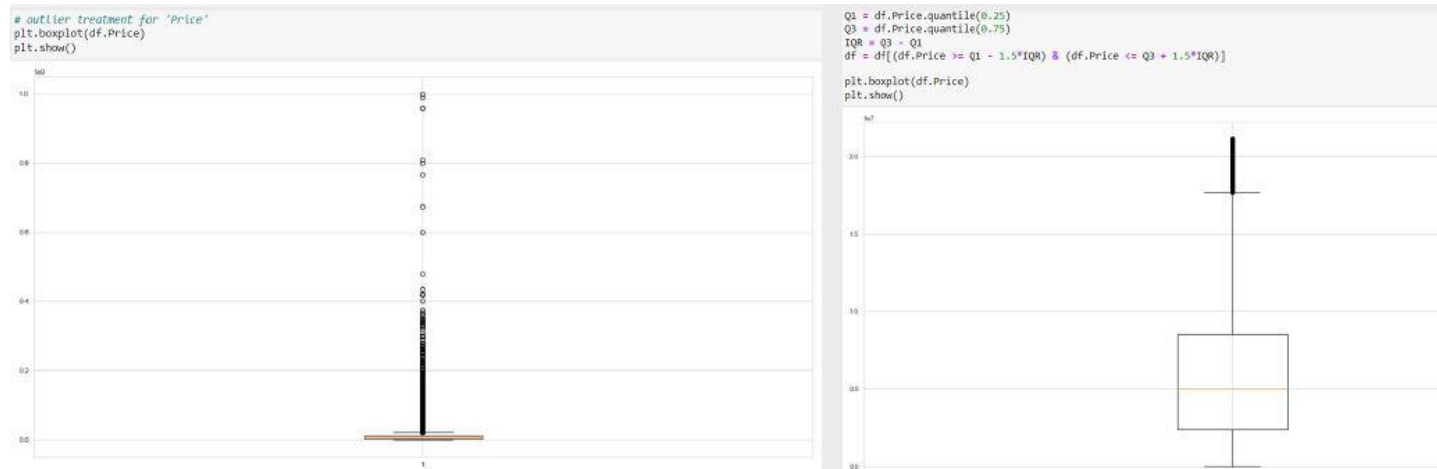 # outlier treatment for 'Price'
plt.boxplot(df.Price)
plt.show()
1e9
1.0
0.8
0.6
0.4
0.2
0.0
1
Q1 = df.Price.quantile(0.25)
Q3 = df.Price.quantile(0.75)
IQR = Q3 - Q1
df = df[(df.Price >= Q1 - 1.5*IQR) & (df.Price <= Q3 + 1.5*IQR)]
plt.boxplot(df.Price)
plt.show()
1e7
2.0
1.5
1.0
0.5
0.0